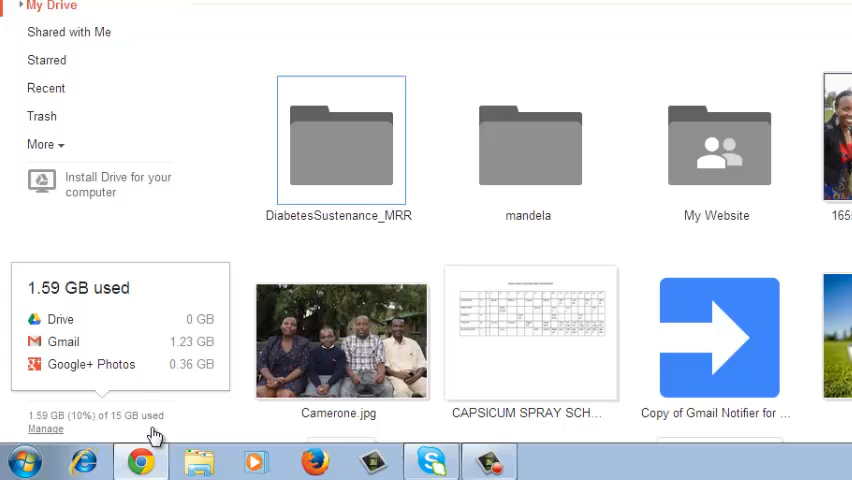 My Drive
Shared with Me
Starred
Recent
Trash
More
Install Drive for your
computer
DiabetesSustenance_MRR
mandela
My Website
165
1.59 GB used
Drive 0 GB
Gmail 1.23 GB
Google+ Photos 0.36 GB
1.59 GB (10%) of 15 GB used
Manage
Camerone.jpg
CAPSICUM SPRAY SCH...
Copy of Gmail Notifier for ...